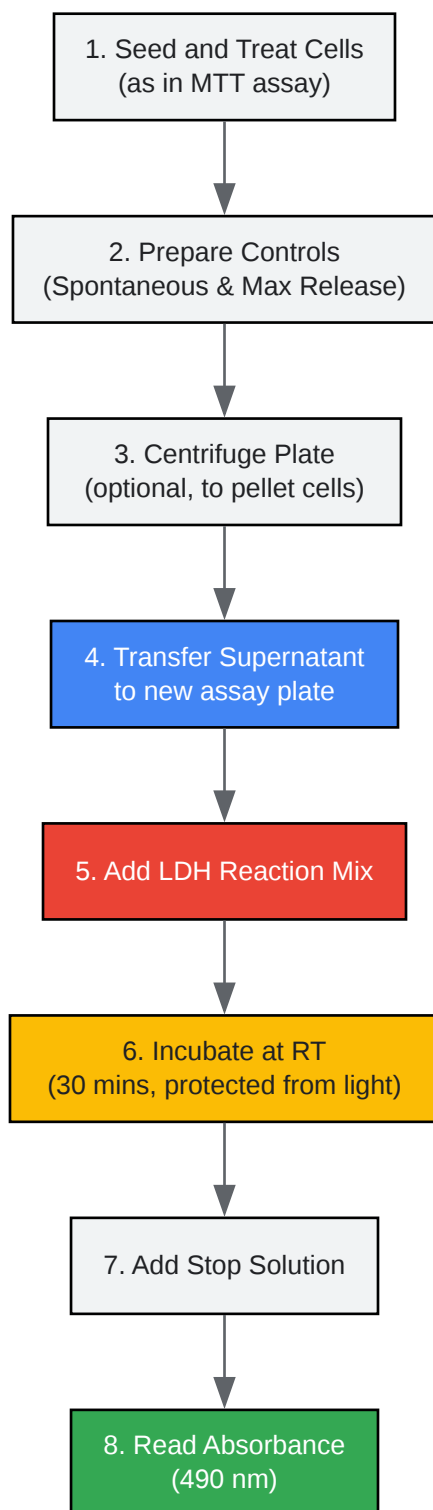 1. Seed and Treat Cells
(as in MTT assay)
2. Prepare Controls
(Spontaneous & Max Release)
3. Centrifuge Plate
(optional, to pellet cells)
4. Transfer Supernatant
to new assay plate
5. Add LDH Reaction Mix
6. Incubate at RT
(30 mins, protected from light)
7. Add Stop Solution
8. Read Absorbance
(490 nm)